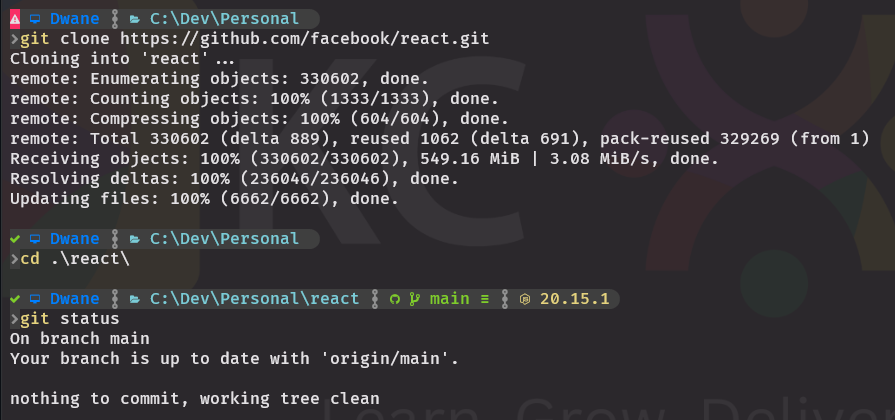 Dwane C:\Dev\Personal
>git clone https://github.com/facebook/react.git
Cloning into 'react'...
remote: Enumerating objects: 330602, done.
remote: Counting objects: 100% (1333/1333), done.
remote: Compressing objects: 100% (604/604), done.
remote: Total 330602 (delta 889), reused 1062 (delta 691), pack-reused 329269 (from 1)
Receiving objects: 100% (330602/330602), 549.16 MiB | 3.08 MiB/s, done.
Resolving deltas: 100% (236046/236046), done.
Updating files: 100% (6662/6662), done.
KC
✓ Dwane C:\Dev\Personal
>cd .\react\
✓ Dwane C:\Dev\Personal\react main ≡ 20.15.1
>git status
On branch main
Your branch is up to date with 'origin/main'.
nothing to commit, working tree clean
Learn Grow Deliver